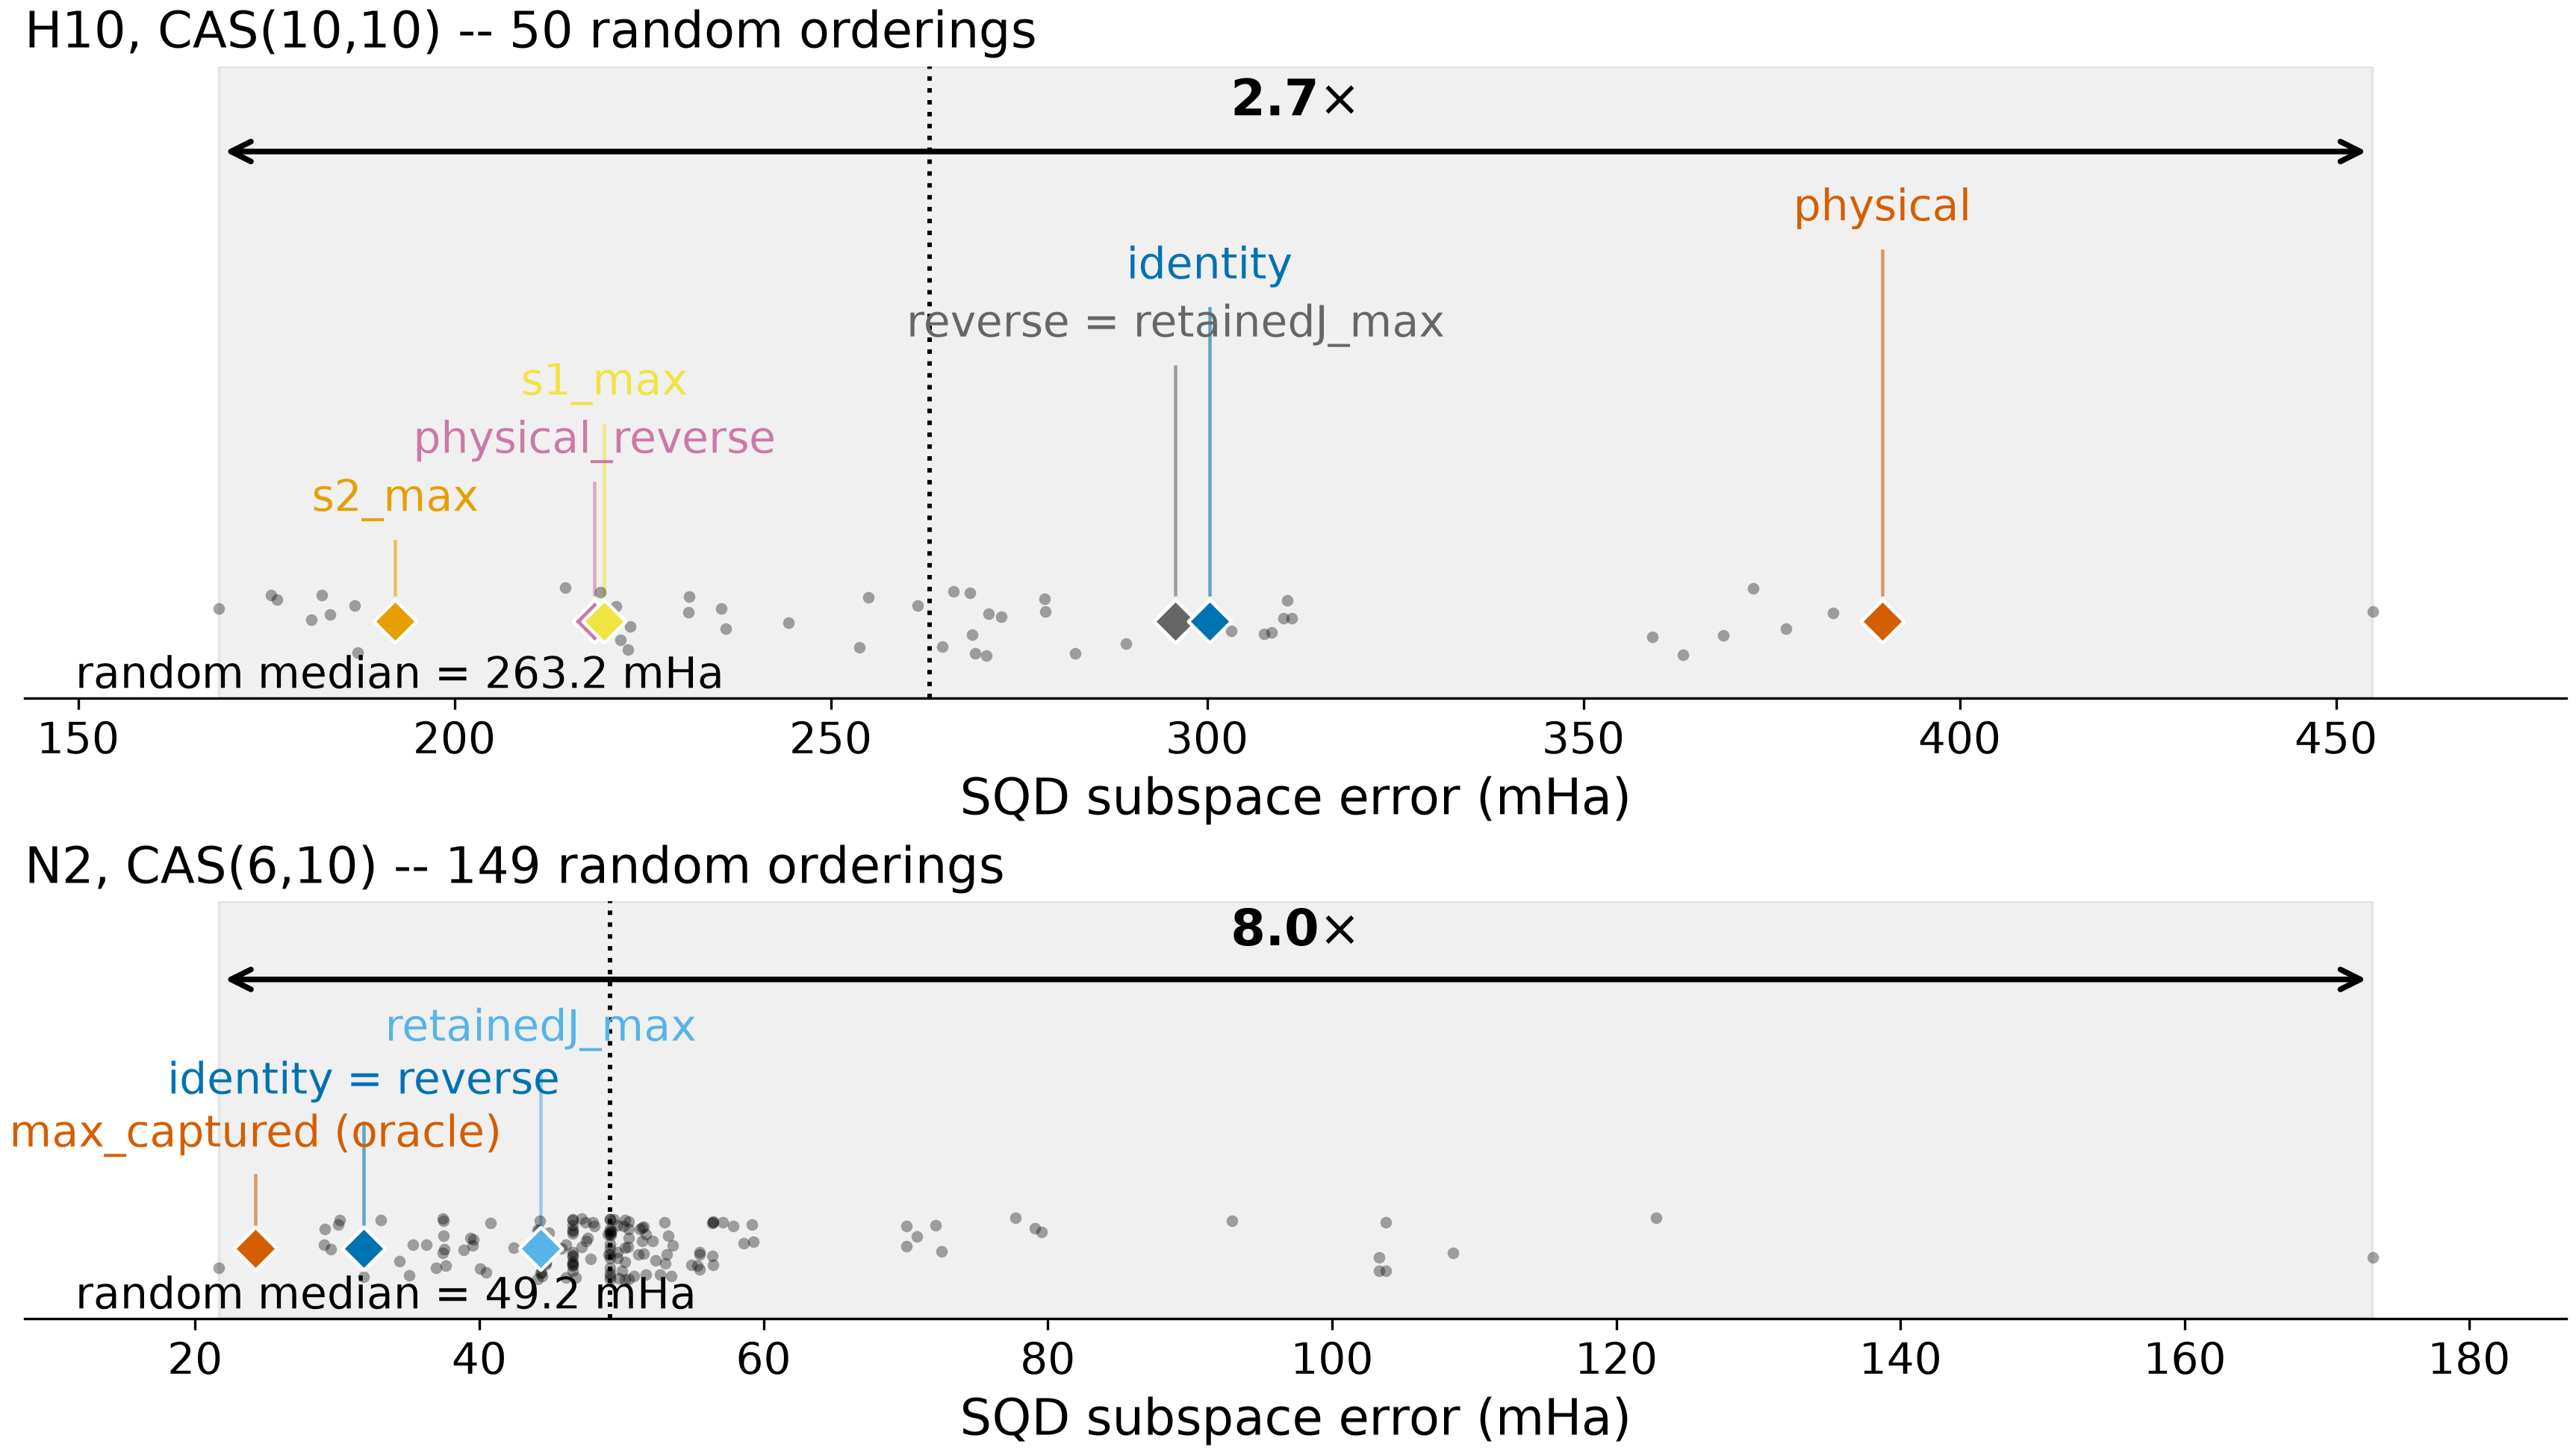 H10, CAS(10,10) -- 50 random orderings
2.7×
physical
identity
reverse = retainedJ_max
s1_max
physical_reverse
s2_max
random median = 263.2 mHa
150 200 250 300 350 400 450
SQD subspace error (mHa)
N2, CAS(6,10) -- 149 random orderings
8.0×
retainedJ_max
identity = reverse
max_captured (oracle)
random median = 49.2 mHa
20 40 60 80 100 120 140 160 180
SQD subspace error (mHa)